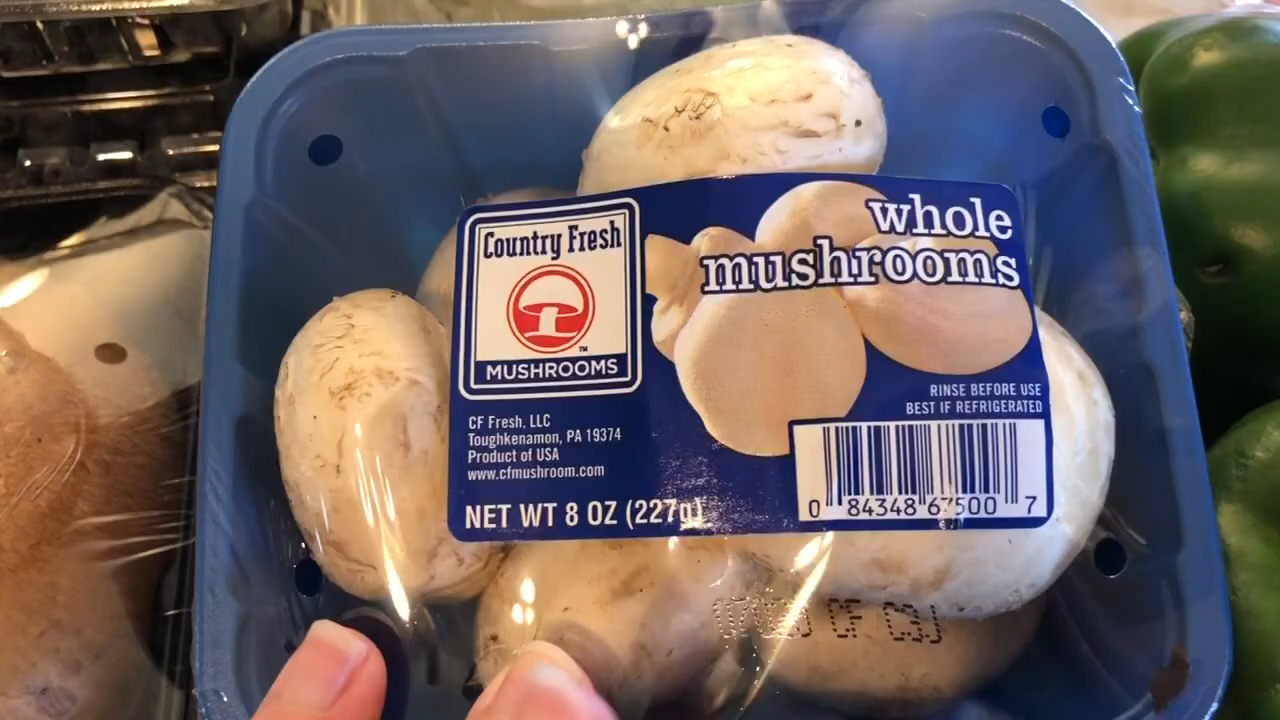 Country Fresh
™
MUSHROOMS
whole
mushrooms
CF Fresh, LLC
Toughkenamon, PA 19374
Product of USA
www.cfmushroom.com
NET WT 8 OZ (227g)
RINSE BEFORE USE
BEST IF REFRIGERATED
0 84348 67500 7